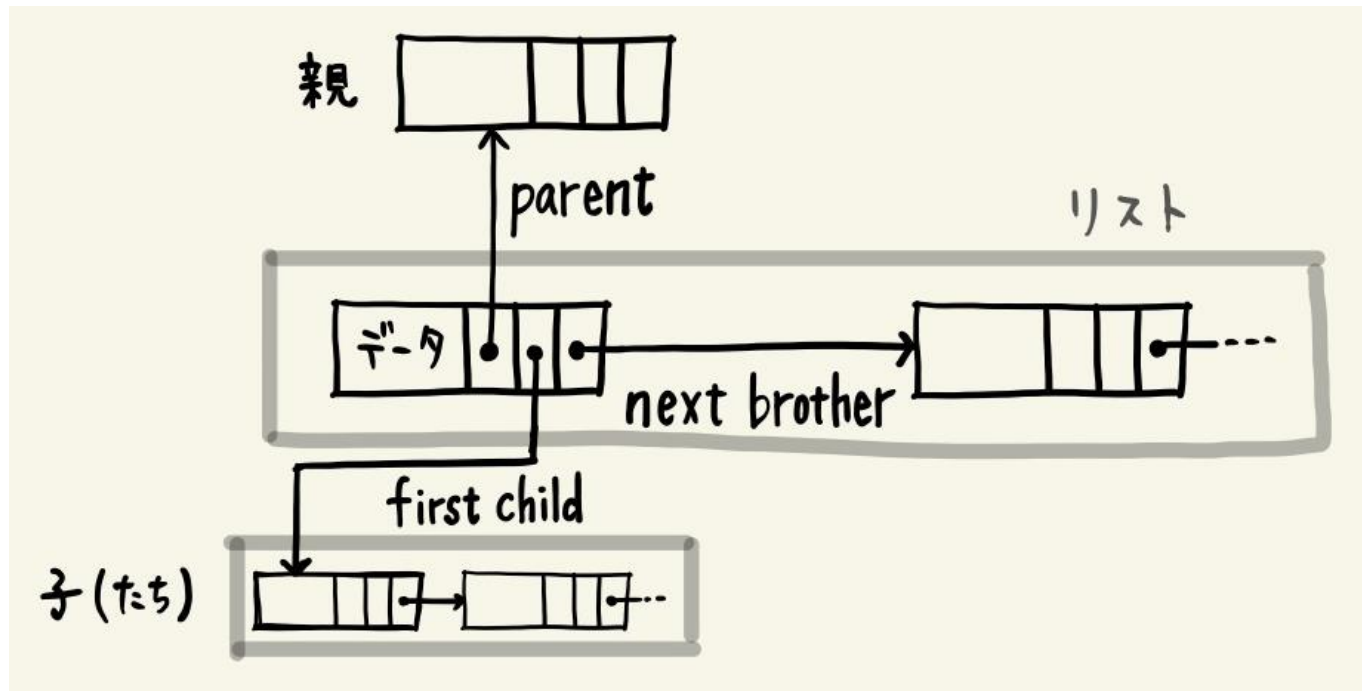 親
parent
リスト
データ
next brother
first child
子(たち)